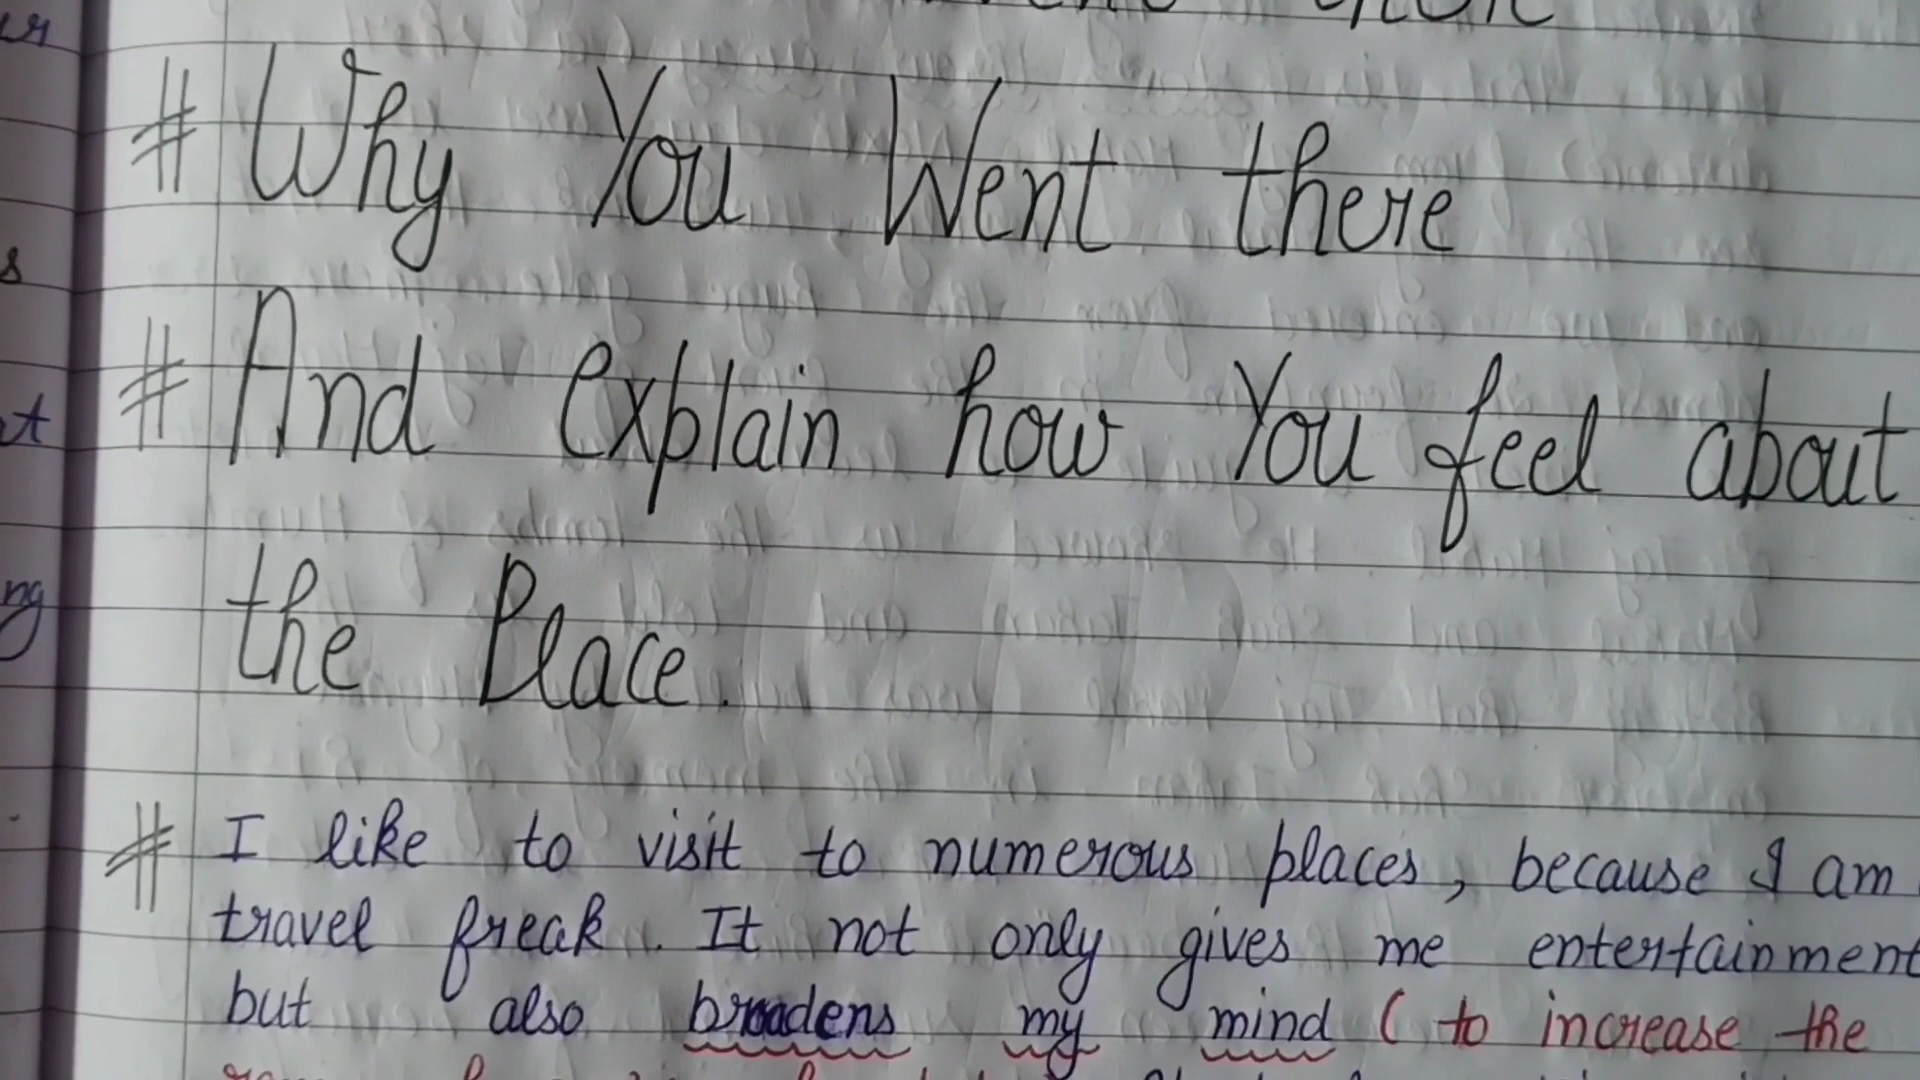 # Why You Went there
# And explain how You feel about
the Place.
# I like to visit to numerous places, because I am
travel freak. It not only gives me entertainment
but also broadens my mind ( to increase the